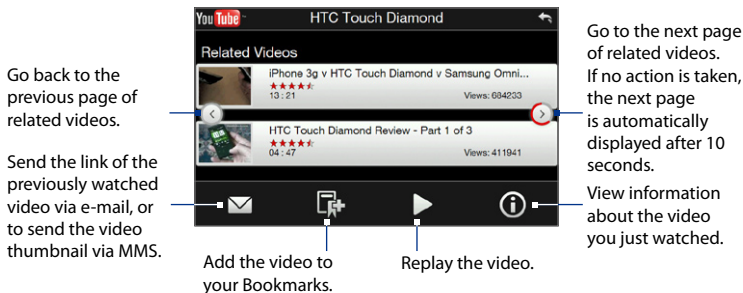 You Tube
HTC Touch Diamond
Related Videos
iPhone 3g v HTC Touch Diamond v Samsung Omni...
13 : 21
Views: 684233
HTC Touch Diamond Review - Part 1 of 3
04 : 47
Views: 411941
Go back to the
previous page of
related videos.
Send the link of the
previously watched
video via e-mail, or
to send the video
thumbnail via MMS.
Add the video to
your Bookmarks.
Replay the video.
Go to the next page
of related videos.
If no action is taken,
the next page
is automatically
displayed after 10
seconds.
View information
about the video
you just watched.